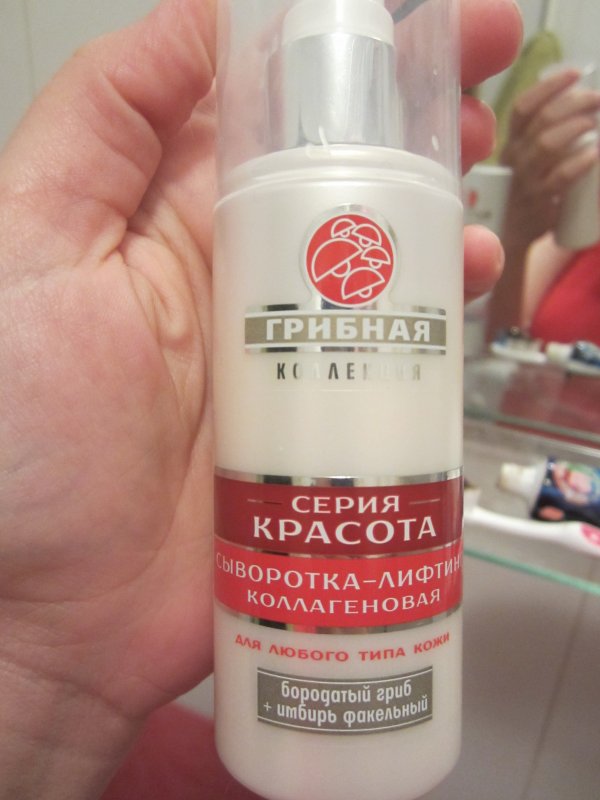 ГРИБНАЯ
КОЛЛЕКЦИЯ
СЕРИЯ
КРАСОТА
СЫВОРОТКА-ЛИФТИН
КОЛЛАГЕНОВАЯ
ДЛЯ ЛЮБОГО ТИПА КОЖИ
бородатый гриб
+ имбирь факельный